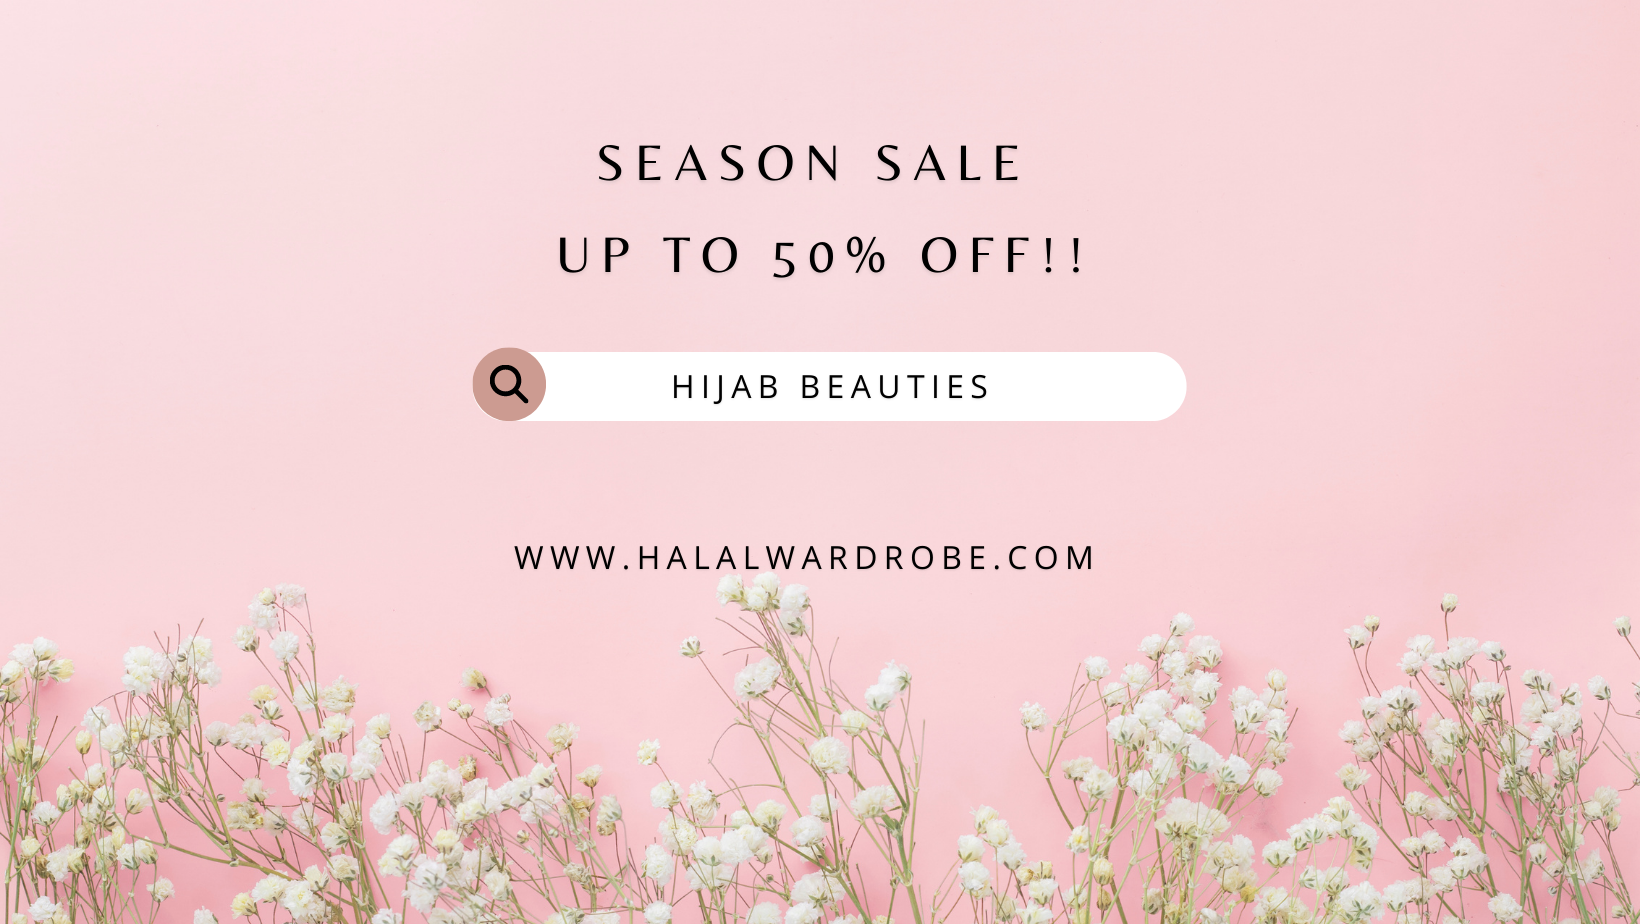 SEASON SALE
UP TO 50% OFF!!
HIJAB BEAUTIES
WWW.HALALWARDROBE.COM